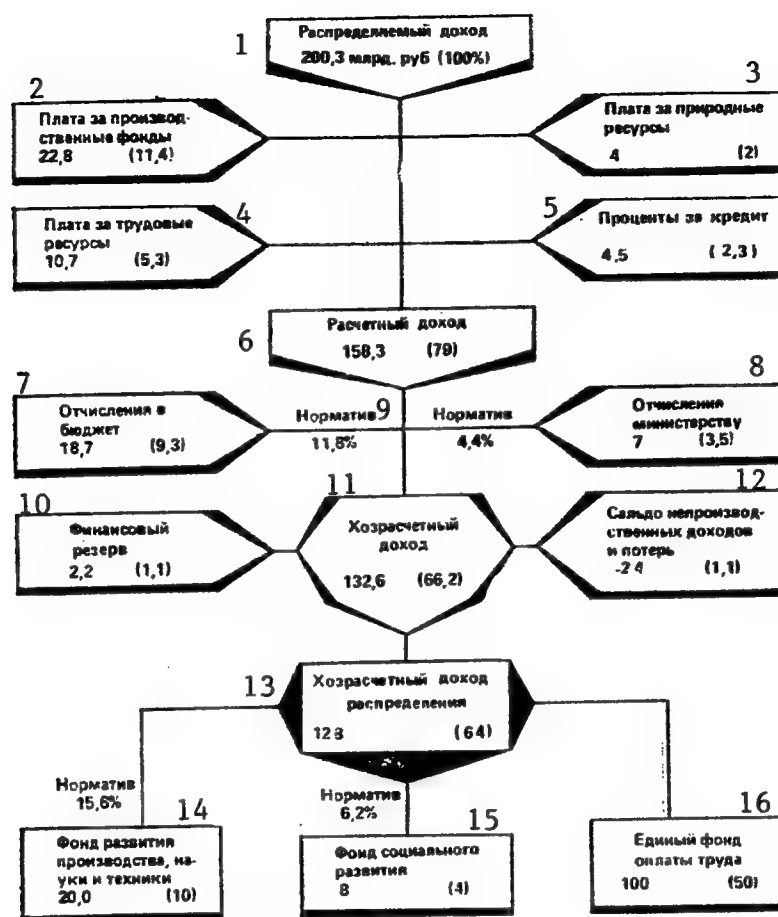 1
Распределяемый доход
200,3 млрд. руб (100%)
2
Плата за производ-
ственные фонды
22,8 (11,4)
3
Плата за природные
ресурсы
4 (2)
4
Плата за трудовые
ресурсы
10,7 (5,3)
5
Проценты за кредит
4,5 (2,3)
6
Расчетный доход
158,3 (79)
7
Отчисления в
бюджет
18,7 (9,3)
Норматив 9 Норматив
11,8% 4,4%
8
Отчисления
министерству
7 (3,5)
10
Финансовый
резерв
2,2 (1,1)
11
Хозрасчетный
доход
132,6 (66,2)
12
Сальдо непроизвод-
ственных доходов
и потерь
-2 4 (1,1)
13
Хозрасчетный доход
распределения
128 (64)
Норматив
15,6%
14
Фонд развития
производства, на-
уки и техники
20,0 (10)
Норматив
6,2%
15
Фонд социального
развития
8 (4)
16
Единый фонд
оплаты труда
100 (50)